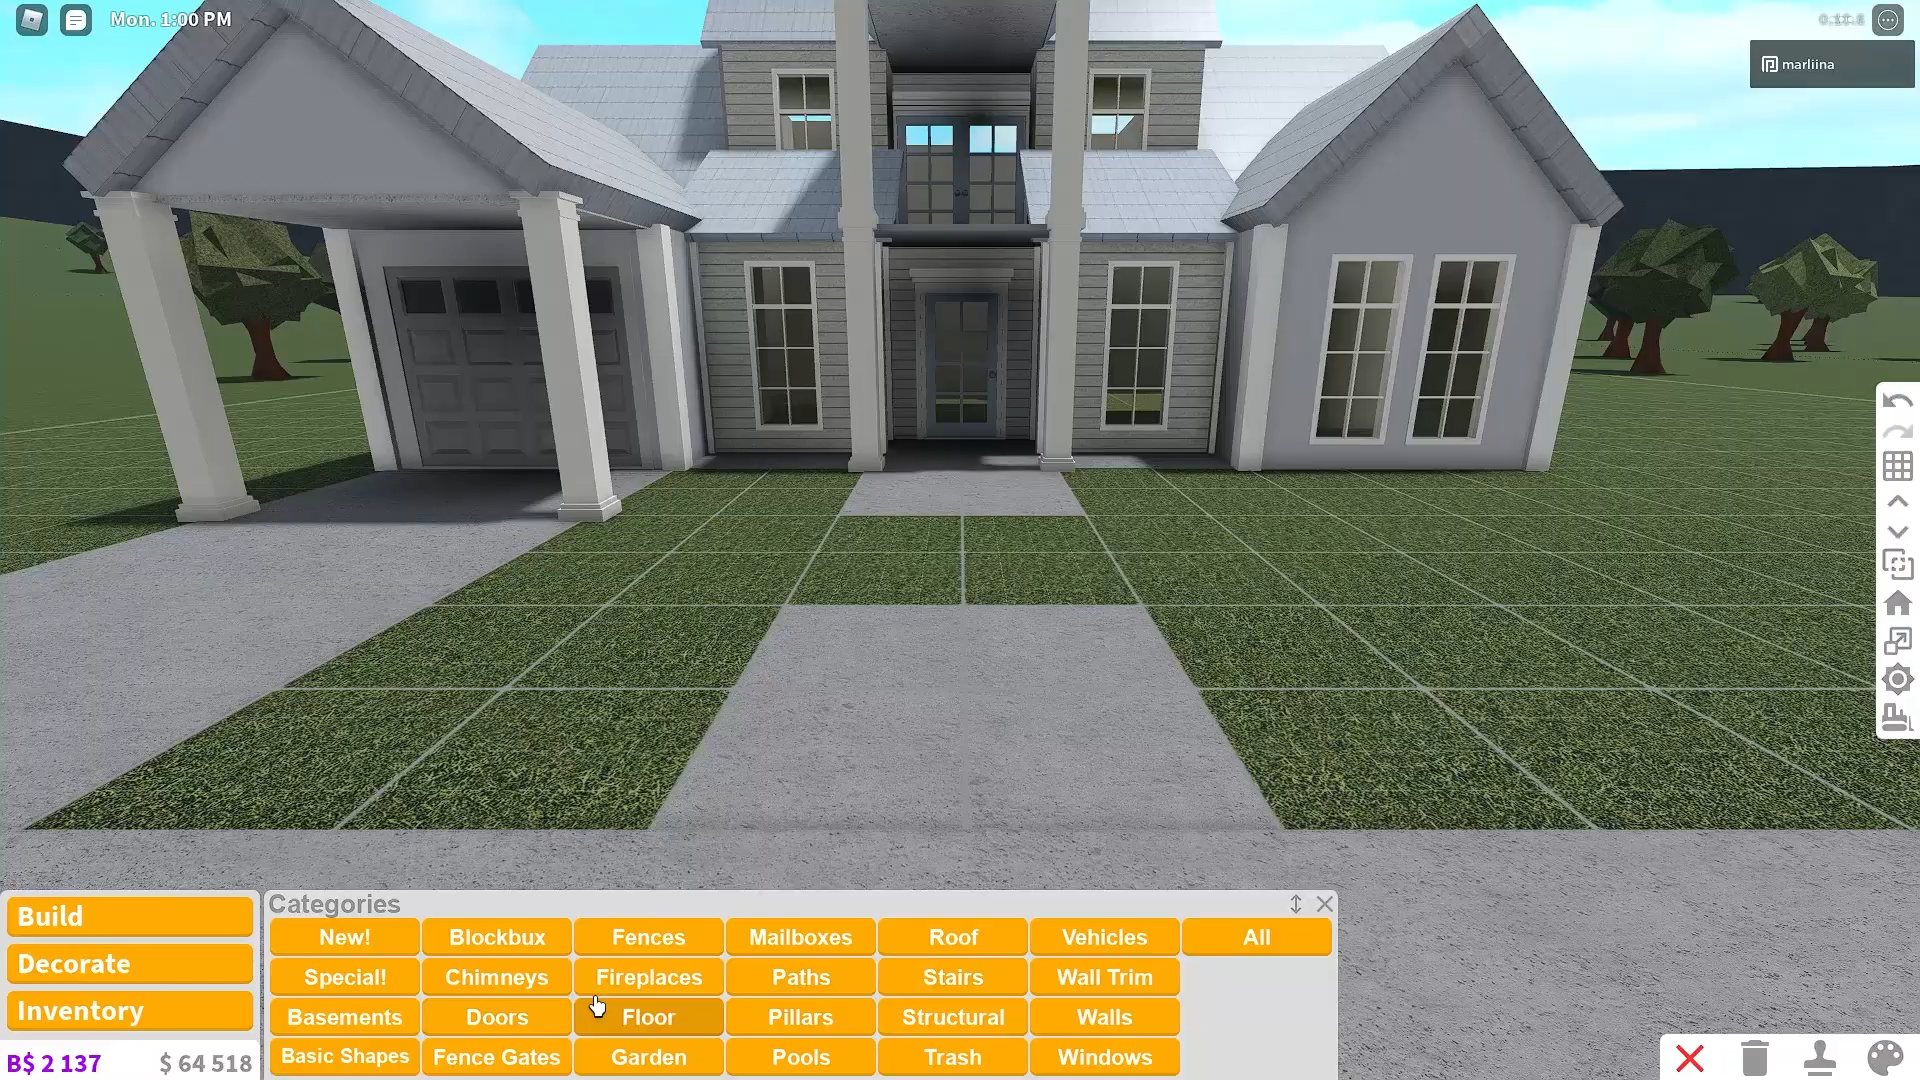 Mon. 1:00 PM
marliina
Build
Decorate
Inventory
B$ 2 137
$ 64 518
Categories
New!
Blockbux
Fences
Mailboxes
Roof
Vehicles
All
Special!
Chimneys
Fireplaces
Paths
Stairs
Wall Trim
Basements
Doors
Floor
Pillars
Structural
Walls
Basic Shapes
Fence Gates
Garden
Pools
Trash
Windows